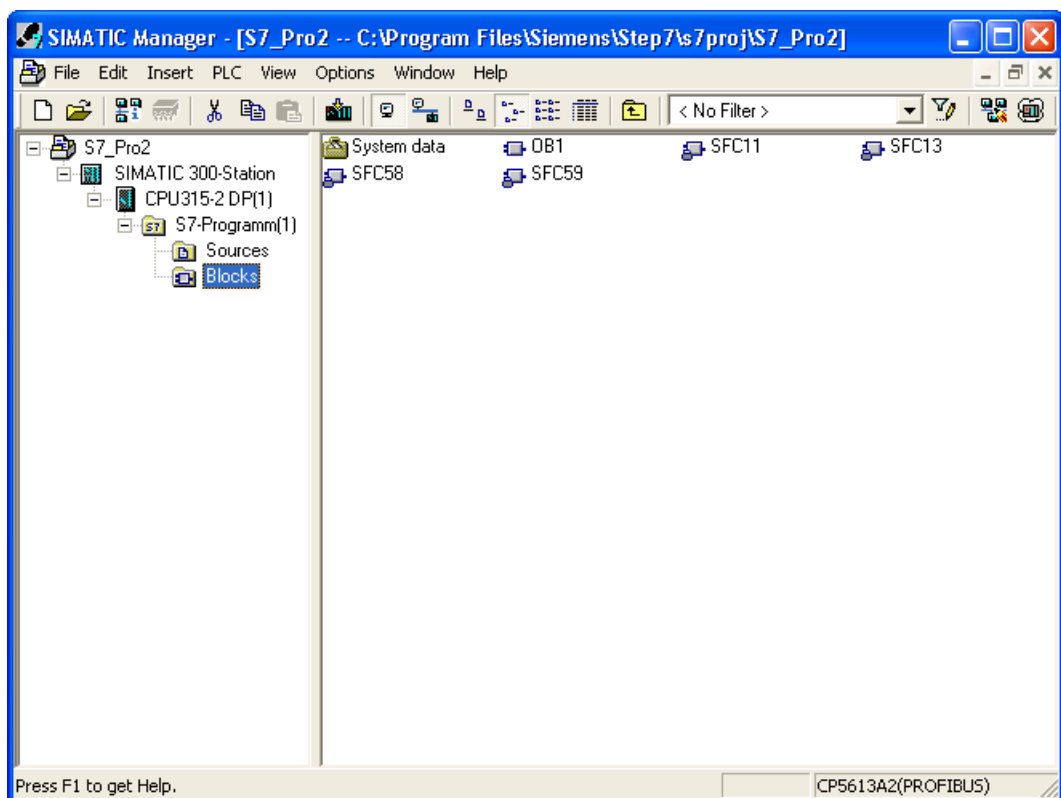 SIMATIC Manager - [S7_Pro2 -- C:\Program Files\Siemens\Step7\s7proj\S7_Pro2]
File Edit Insert PLC View Options Window Help
< No Filter >
S7_Pro2
SIMATIC 300-Station
CPU315-2 DP(1)
S7-Programm(1)
Sources
Blocks
System data OB1 SFC11 SFC13
SFC58 SFC59
Press F1 to get Help. CP5613A2(PROFIBUS)